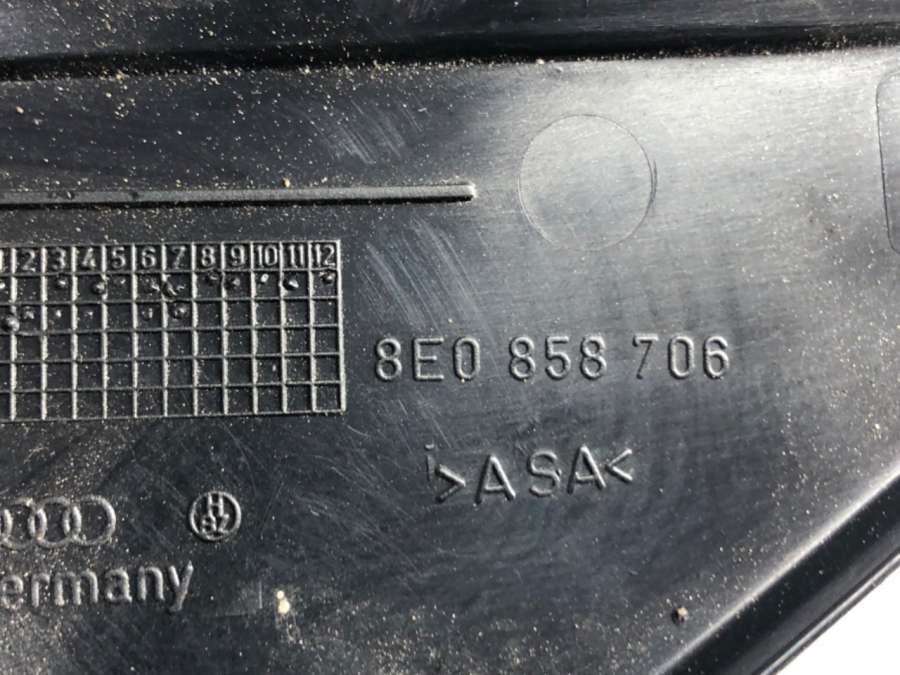 1 2 3 4 5 6 7 8 9 10 11 12
8E0 858 706
>ASA<
ermany